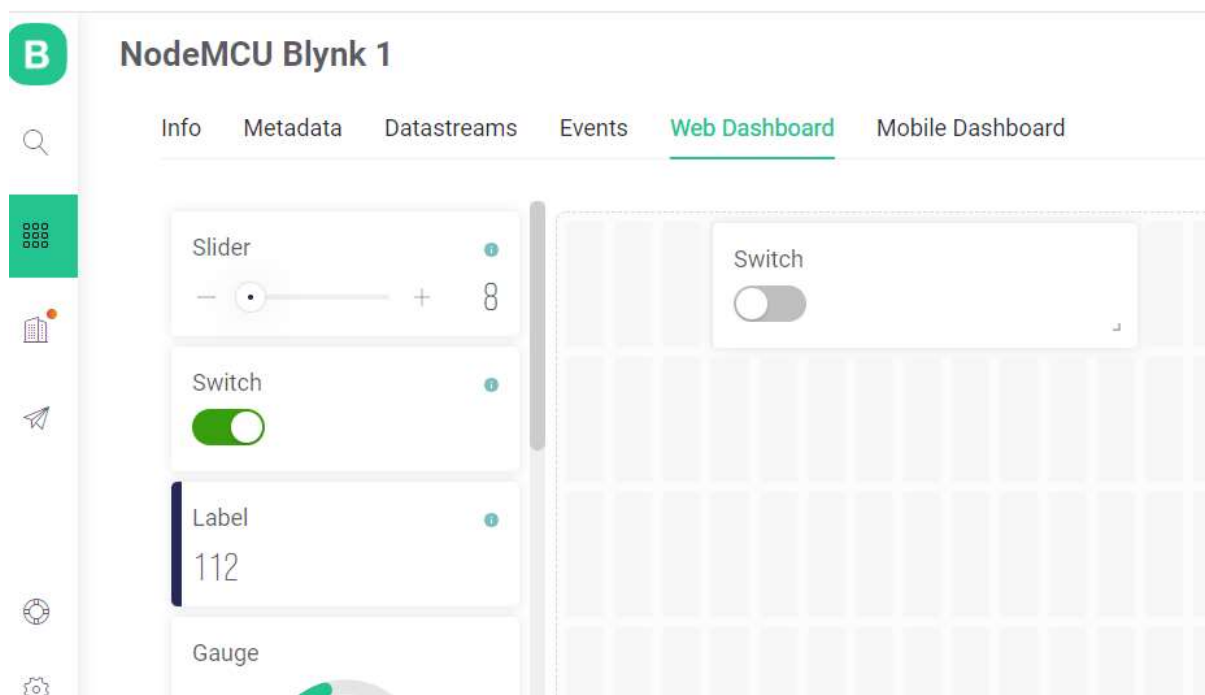 B
NodeMCU Blynk 1
Info Metadata Datastreams Events Web Dashboard Mobile Dashboard
Slider
8
Switch
Label
112
Gauge
Switch